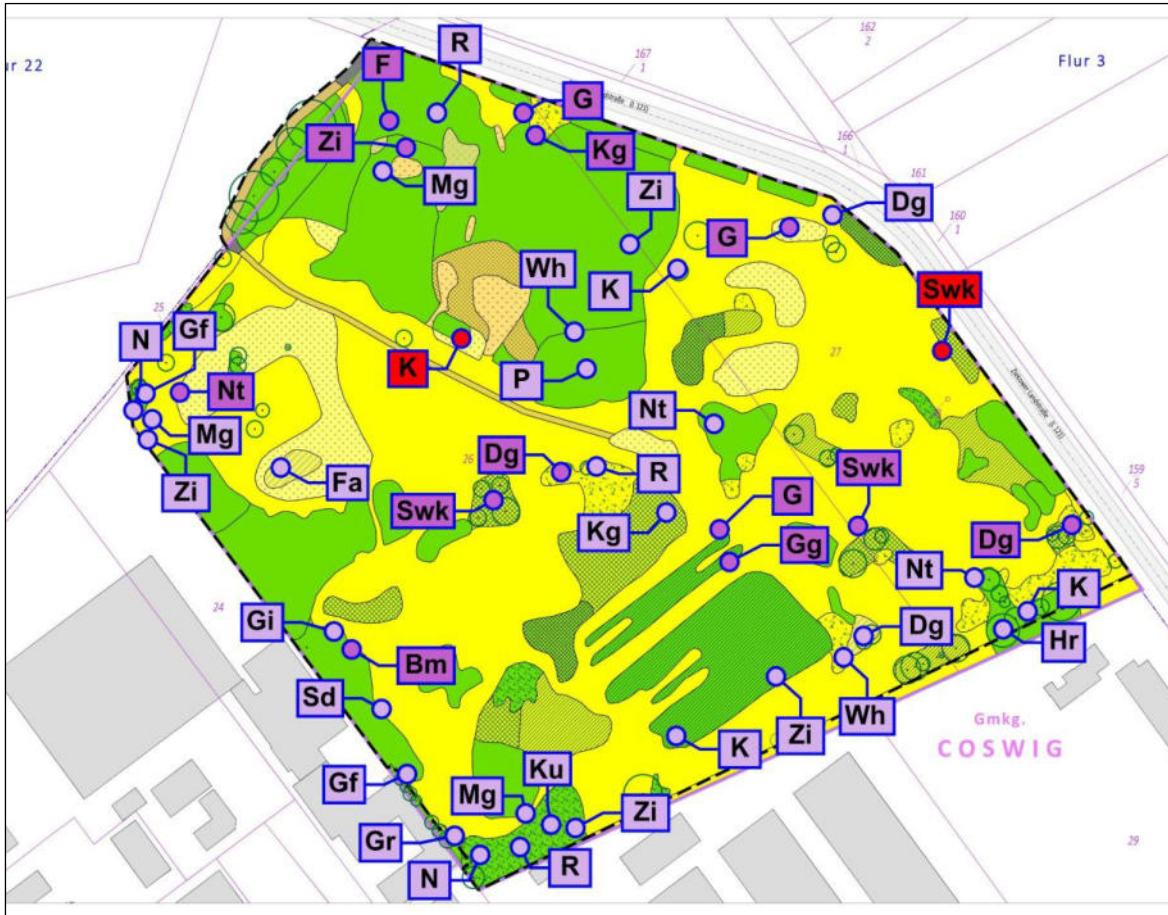 162
2
167
1
Flur 3
ur 22
F
R
G
Zi
Kg
Mg
Zi
166
1
161
160
1
Dg
G
Wh
K
Swk
25
N
Gf
K
P
27
Nt
Nt
Mg
Zi
Fa
Dg
26
R
Swk
Swk
159
5
Kg
G
Gg
Dg
Nt
K
24
Gi
Bm
Dg
Hr
Sd
Wh
Zi
K
Gmkg.
COSWIG
Gf
Mg
Ku
Zi
Gr
N
R
29